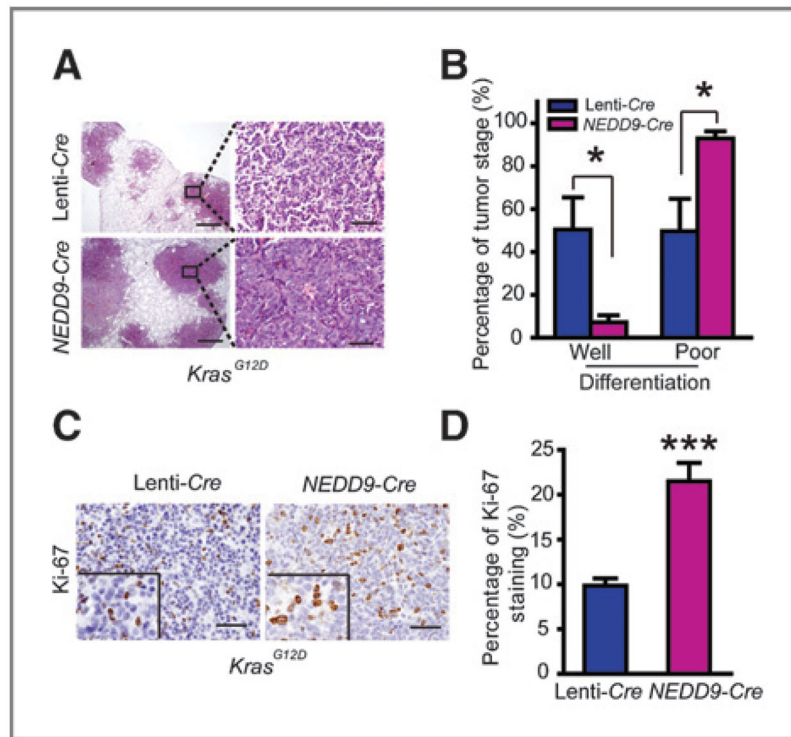 A
Lenti-Cre
NEDD9-Cre
Kras G12D
B
Percentage of tumor stage (%)
Lenti-Cre
NEDD9-Cre
*
*
100
80
60
40
20
0
Well
Poor
Differentiation
C
Lenti-Cre
NEDD9-Cre
Ki-67
Kras G12D
D
Percentage of Ki-67
staining (%)
***
25
20
15
10
5
0
Lenti-Cre
NEDD9-Cre